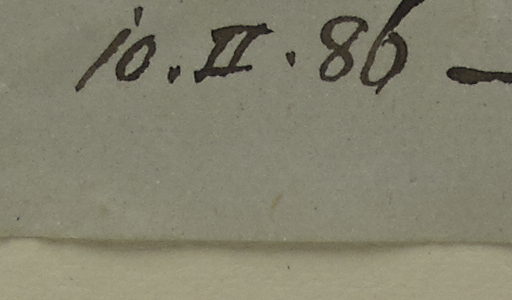 10. II. 86 —